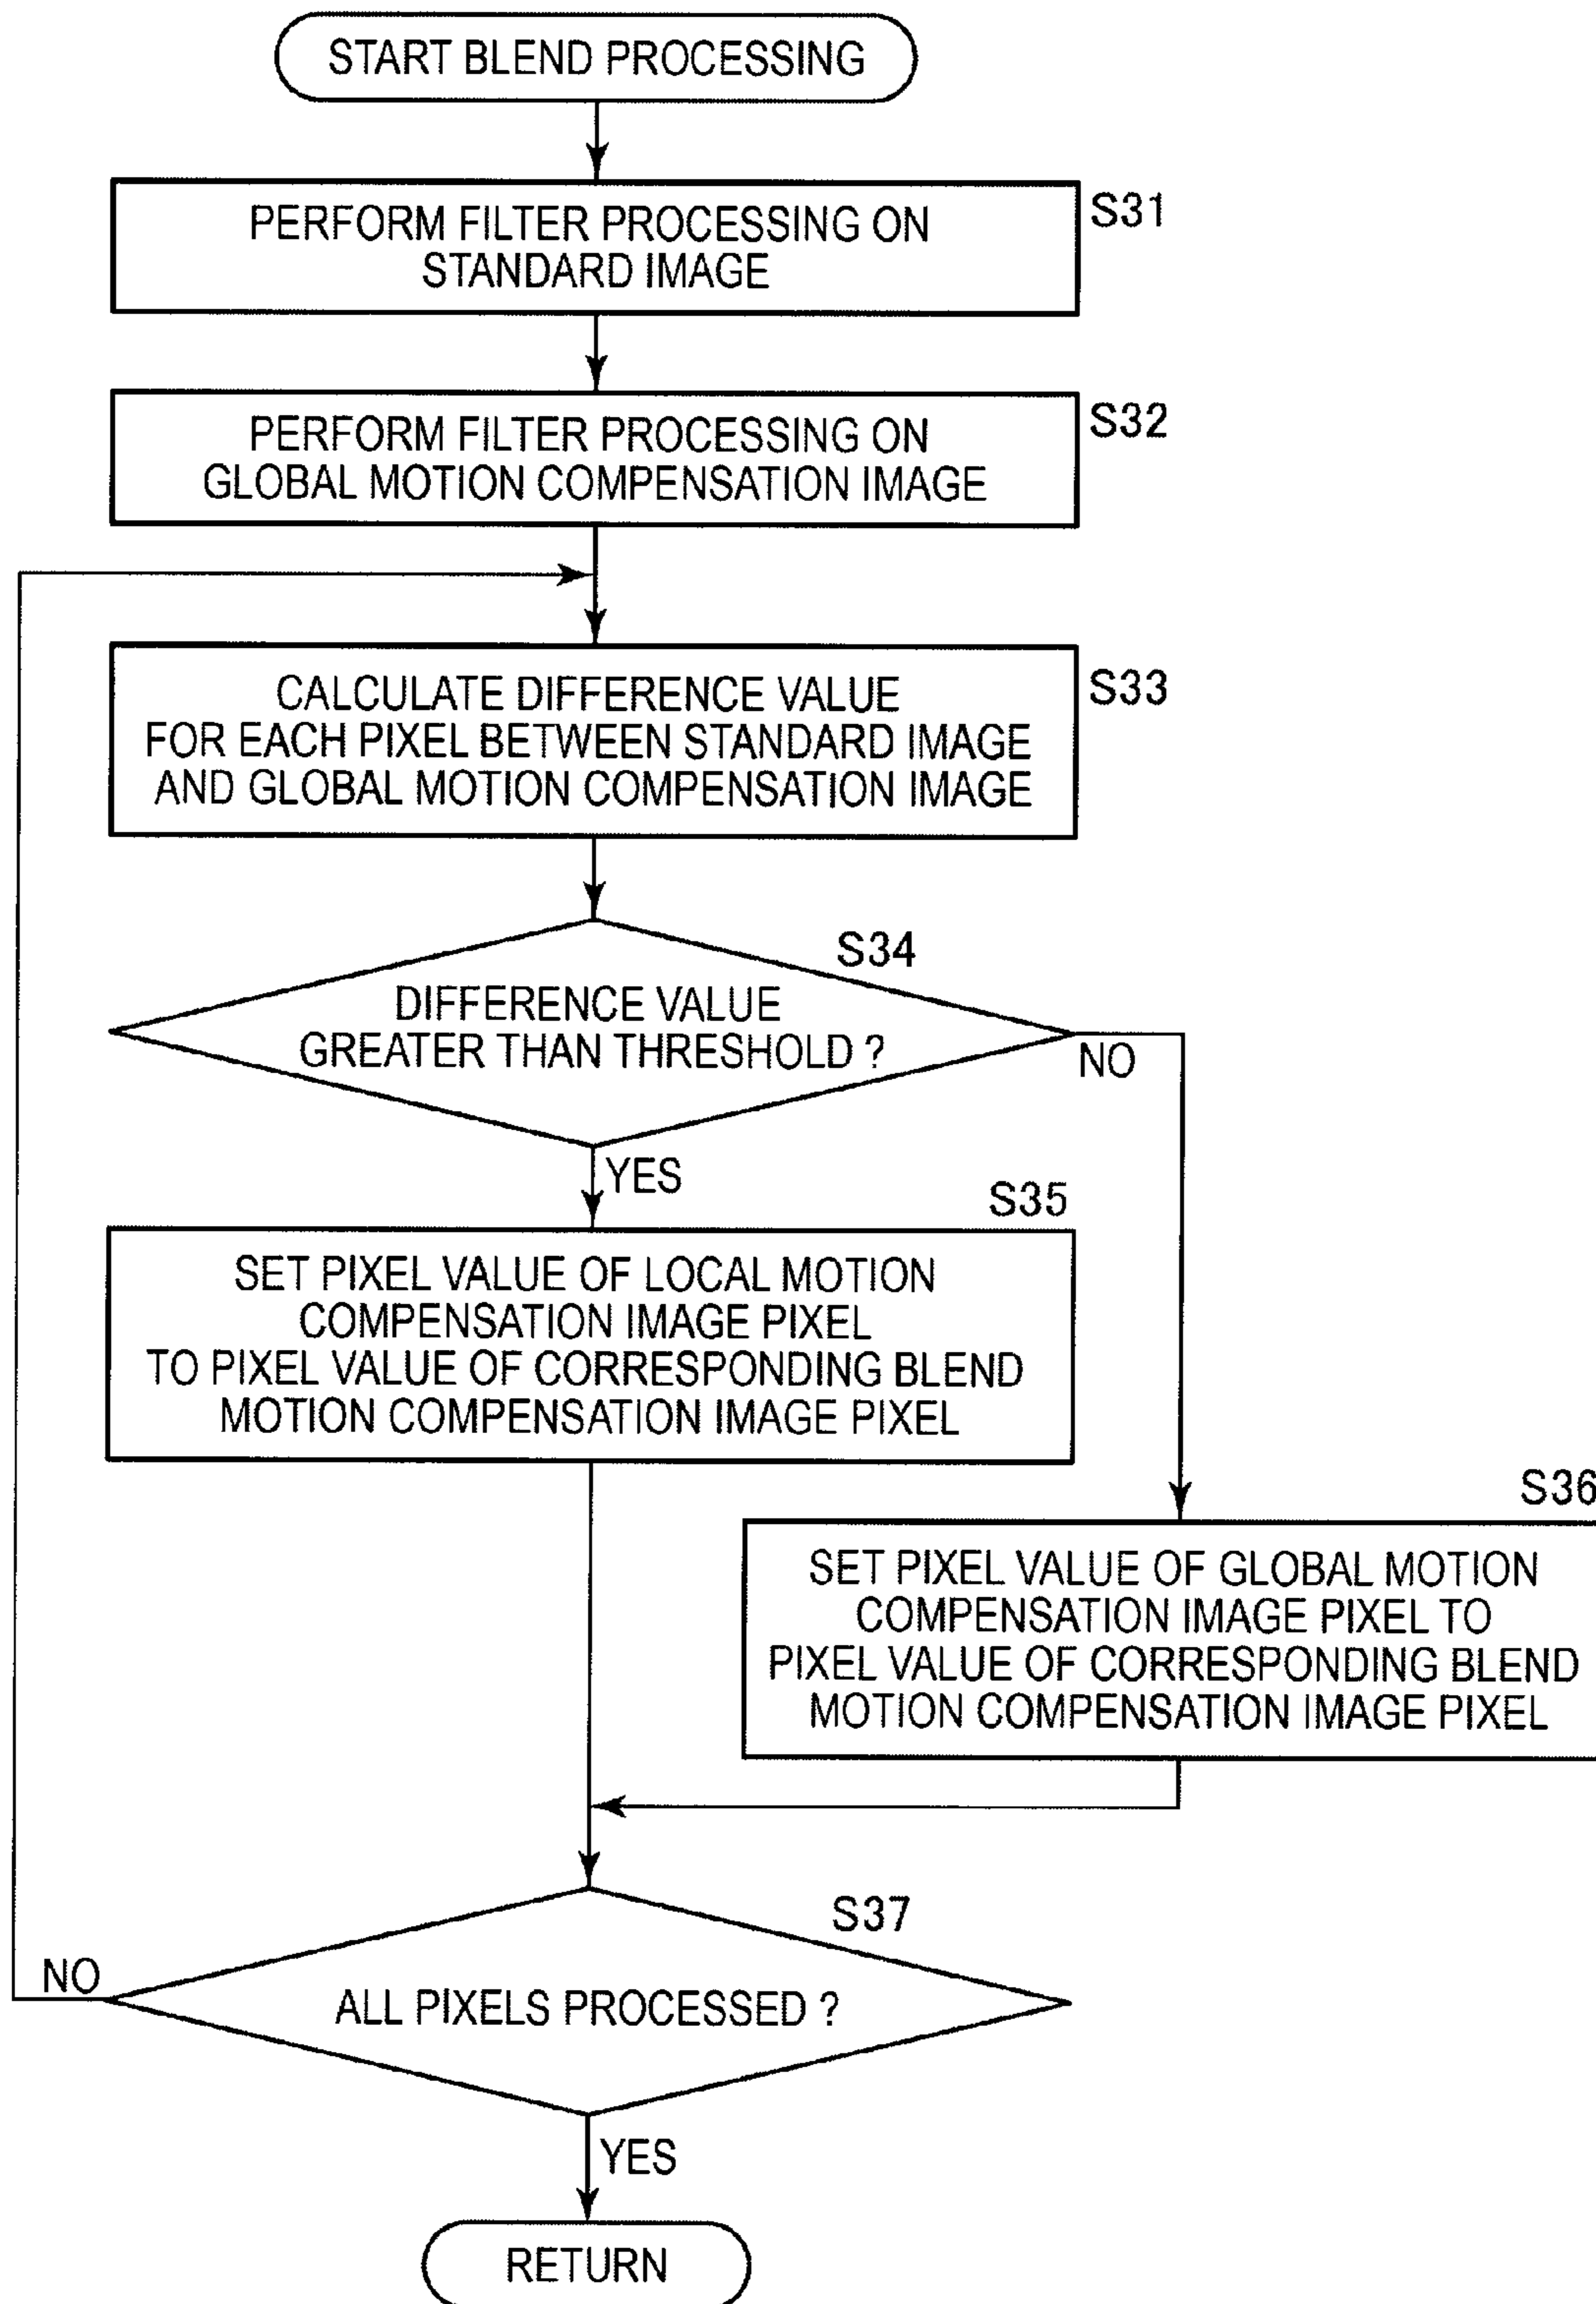 START BLEND PROCESSING
S31
PERFORM FILTER PROCESSING ON
STANDARD IMAGE
S32
PERFORM FILTER PROCESSING ON
GLOBAL MOTION COMPENSATION IMAGE
S33
CALCULATE DIFFERENCE VALUE
FOR EACH PIXEL BETWEEN STANDARD IMAGE
AND GLOBAL MOTION COMPENSATION IMAGE
S34
DIFFERENCE VALUE
GREATER THAN THRESHOLD ?
NO
YES
S35
SET PIXEL VALUE OF LOCAL MOTION
COMPENSATION IMAGE PIXEL
TO PIXEL VALUE OF CORRESPONDING BLEND
MOTION COMPENSATION IMAGE PIXEL
S36
SET PIXEL VALUE OF GLOBAL MOTION
COMPENSATION IMAGE PIXEL TO
PIXEL VALUE OF CORRESPONDING BLEND
MOTION COMPENSATION IMAGE PIXEL
S37
NO
ALL PIXELS PROCESSED ?
YES
RETURN